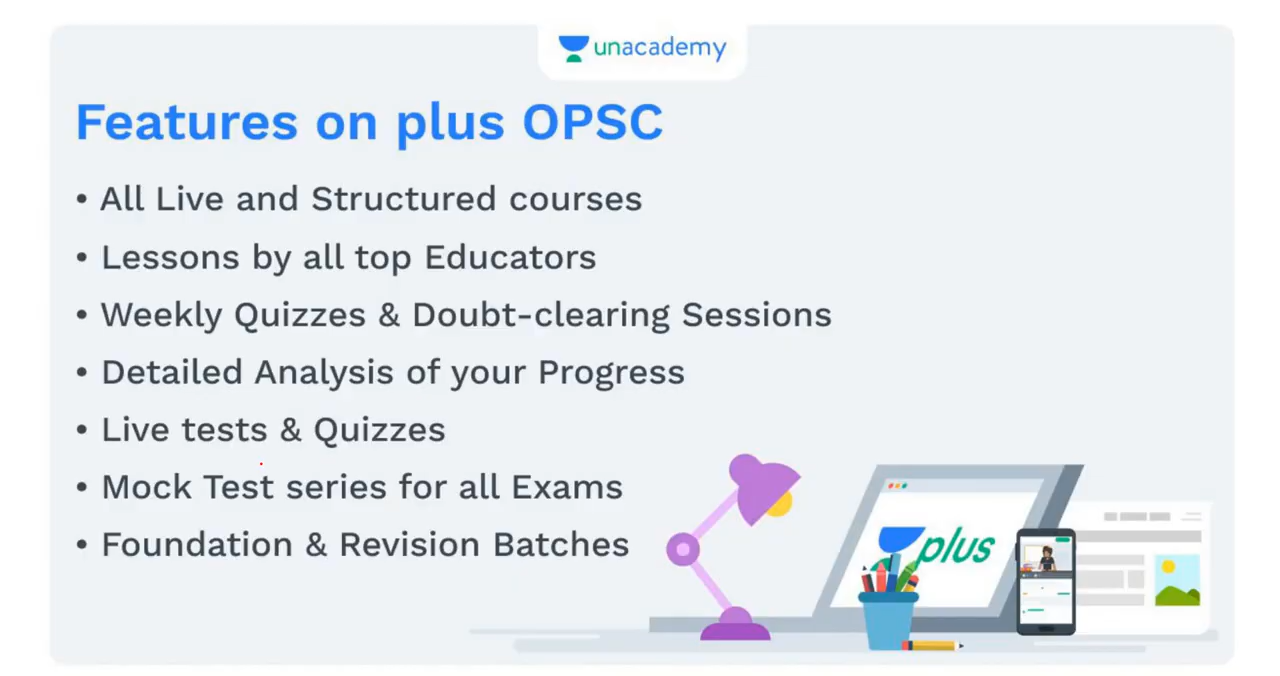 unacademy
Features on plus OPSC
• All Live and Structured courses
• Lessons by all top Educators
• Weekly Quizzes & Doubt-clearing Sessions
• Detailed Analysis of your Progress
• Live tests & Quizzes
• Mock Test series for all Exams
• Foundation & Revision Batches
plus